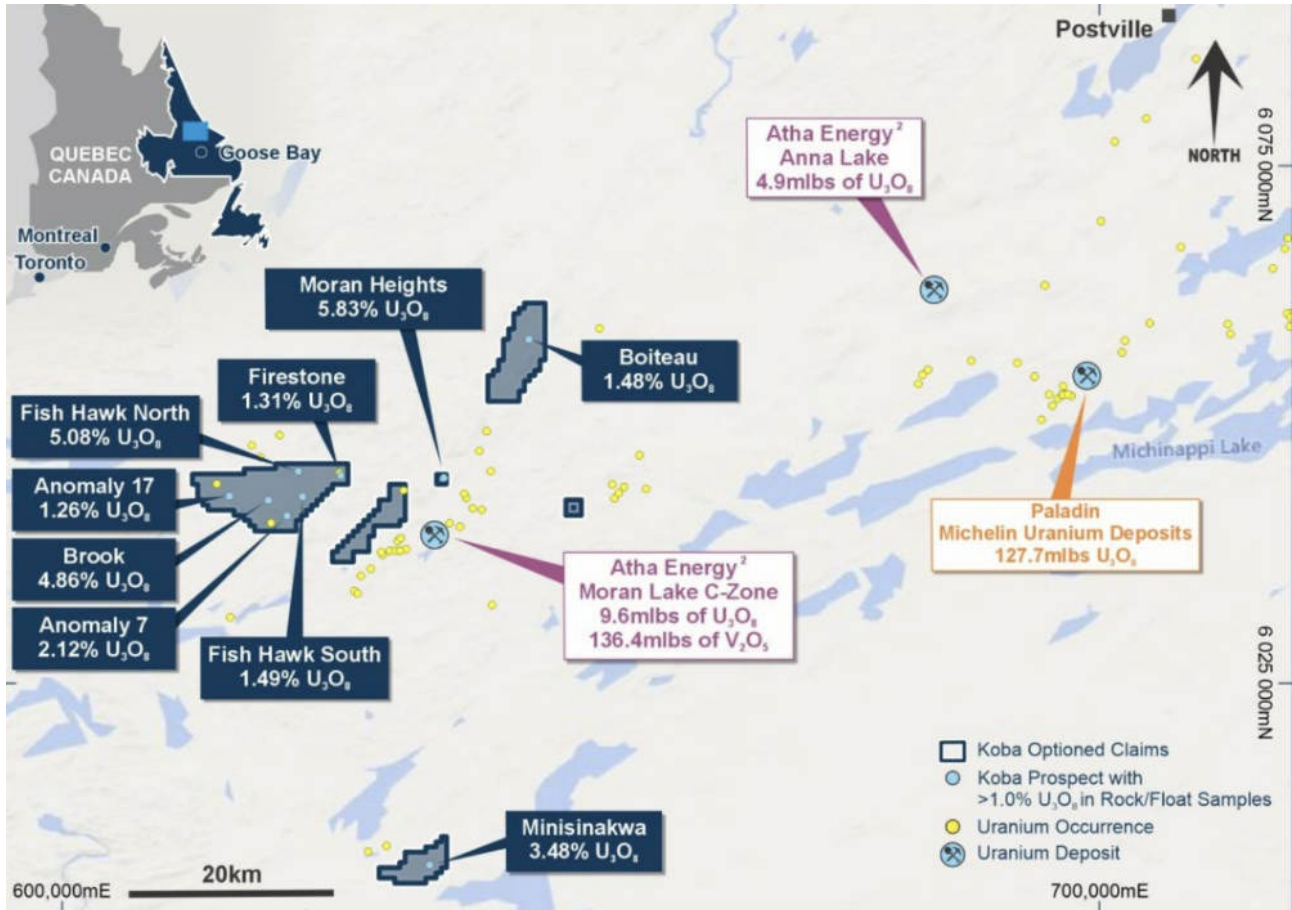 Postville
NORTH
6 075 000mN
QUEBEC
CANADA
Goose Bay
Montreal
Toronto
Atha Energy²
Anna Lake
4.9mlbs of U₃O₈
Moran Heights
5.83% U₃O₈
Boiteau
1.48% U₃O₈
Firestone
1.31% U₃O₈
Fish Hawk North
5.08% U₃O₈
Anomaly 17
1.26% U₃O₈
Brook
4.86% U₃O₈
Anomaly 7
2.12% U₃O₈
Fish Hawk South
1.49% U₃O₈
Michinappi Lake
Paladin
Michelin Uranium Deposits
127.7mlbs U₃O₈
Atha Energy²
Moran Lake C-Zone
9.6mlbs of U₃O₈
136.4mlbs of V₂O₅
6 025 000mN
Koba Optioned Claims
Koba Prospect with
>1.0% U₃O₈ in Rock/Float Samples
Uranium Occurrence
Uranium Deposit
Minisinakwa
3.48% U₃O₈
20km
600,000mE
700,000mE